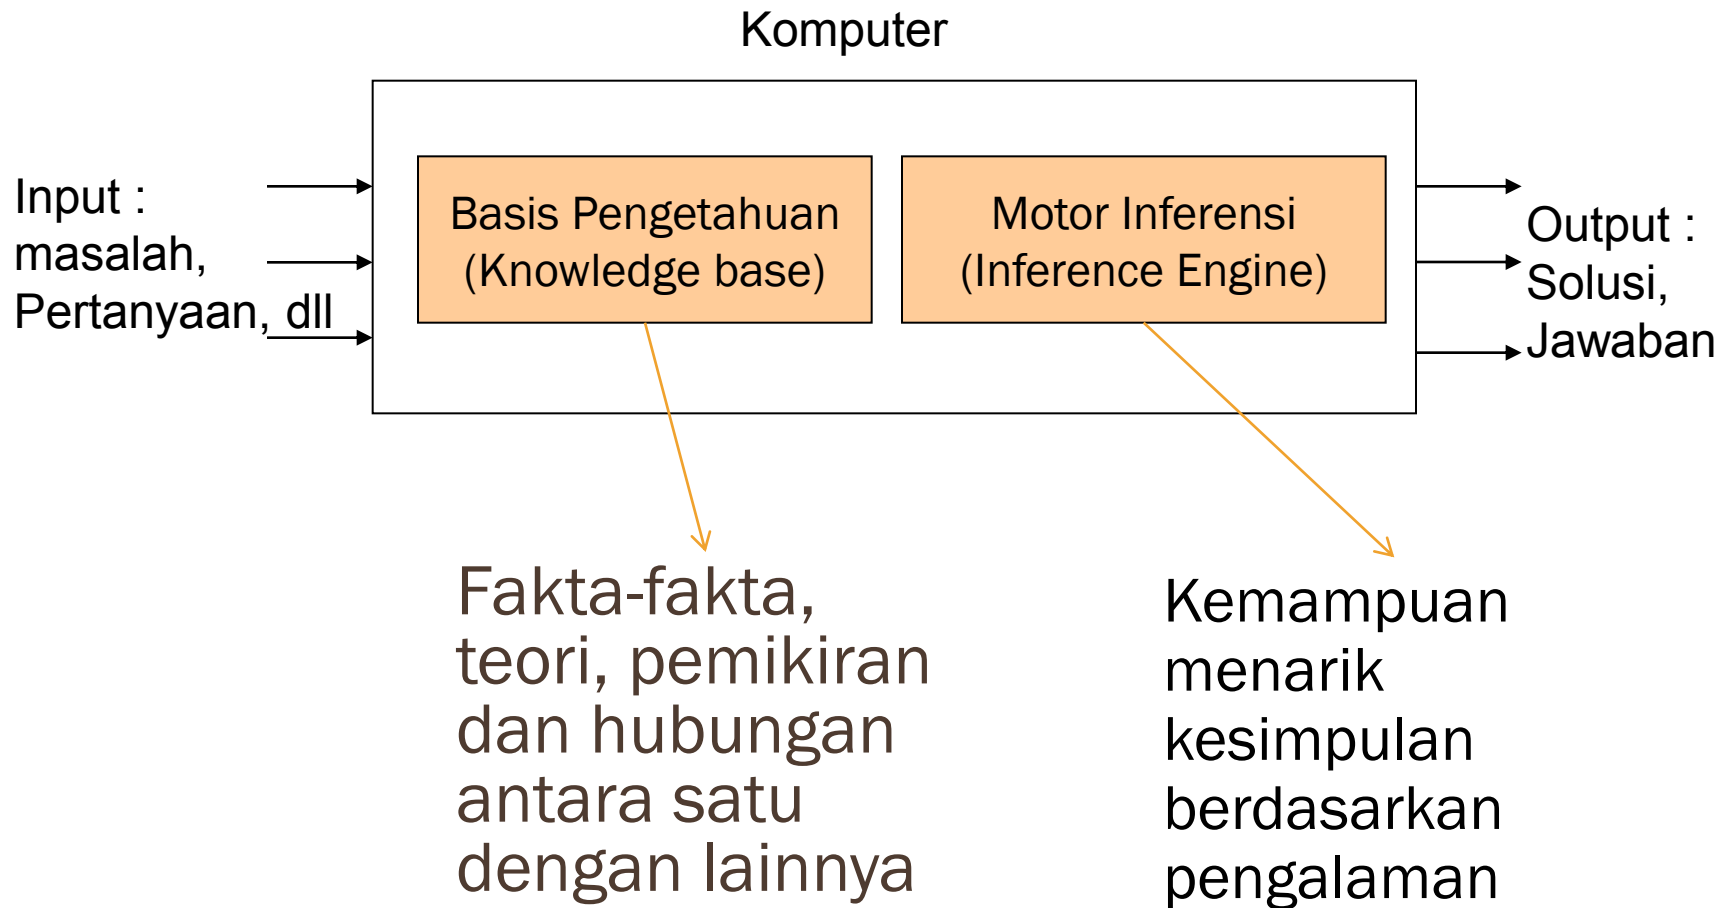 Komputer
Input :
masalah,
Pertanyaan, dll
Basis Pengetahuan
(Knowledge base)
Motor Inferensi
(Inference Engine)
Output :
Solusi,
Jawaban
Fakta-fakta,
teori, pemikiran
dan hubungan
antara satu
dengan lainnya
Kemampuan
menarik
kesimpulan
berdasarkan
pengalaman